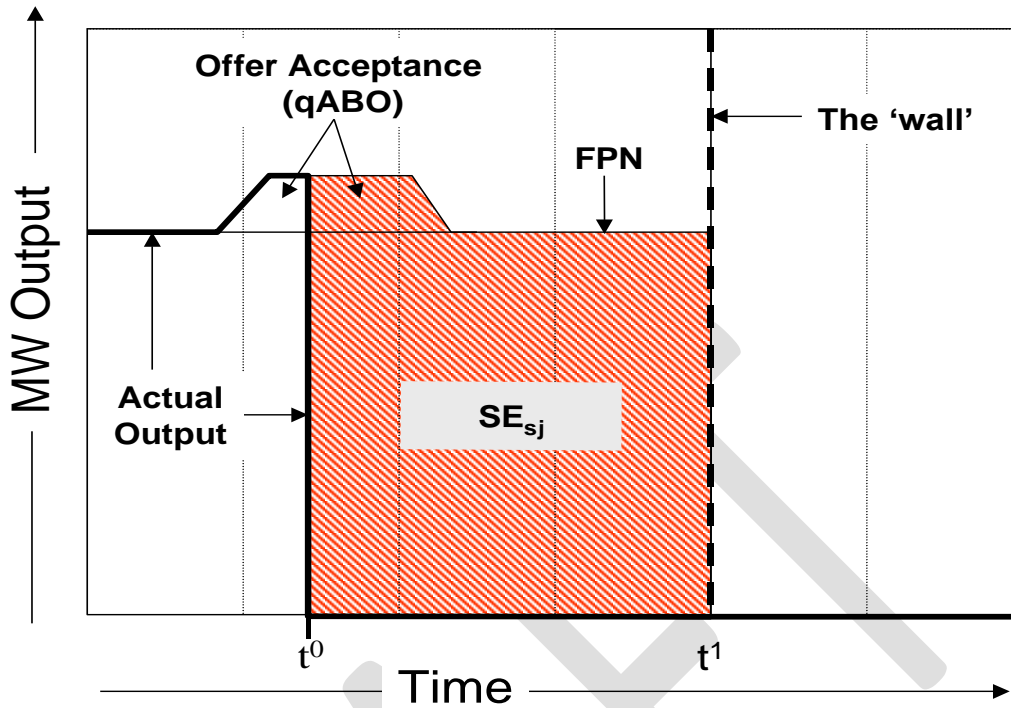 Offer Acceptance
(qABO)
The ‘wall’
FPN
MW Output
Actual
Output
SEsj
t0
t1
Time